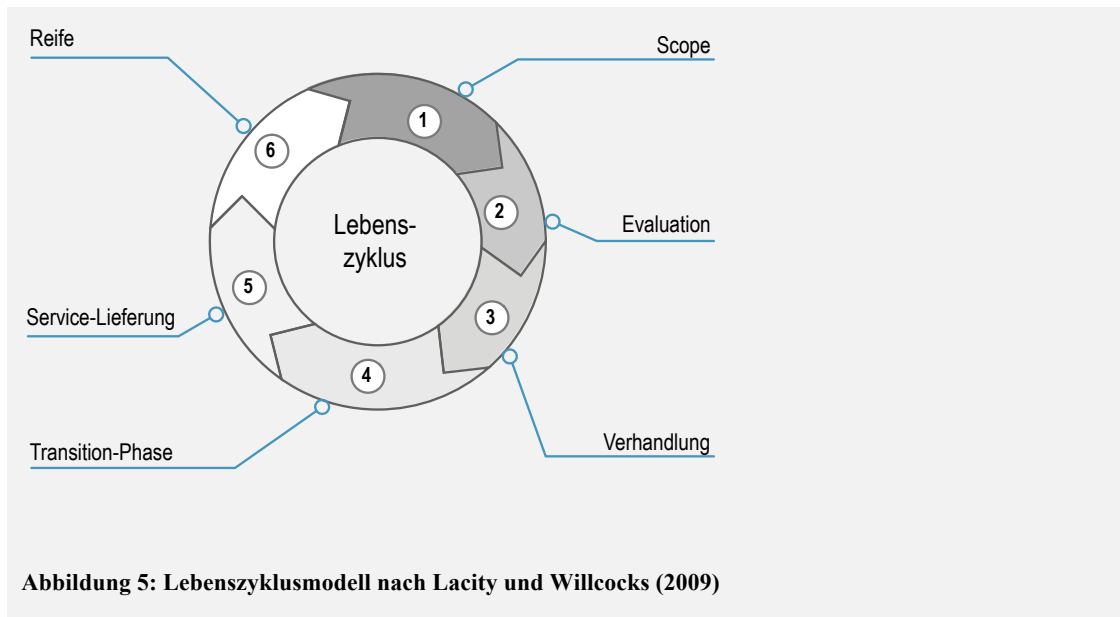 Reife
Scope
1
6
2
Lebens-
zyklus
Evaluation
5
3
Service-Lieferung
4
Verhandlung
Transition-Phase
Abbildung 5: Lebenszyklusmodell nach Lacity und Willcocks (2009)